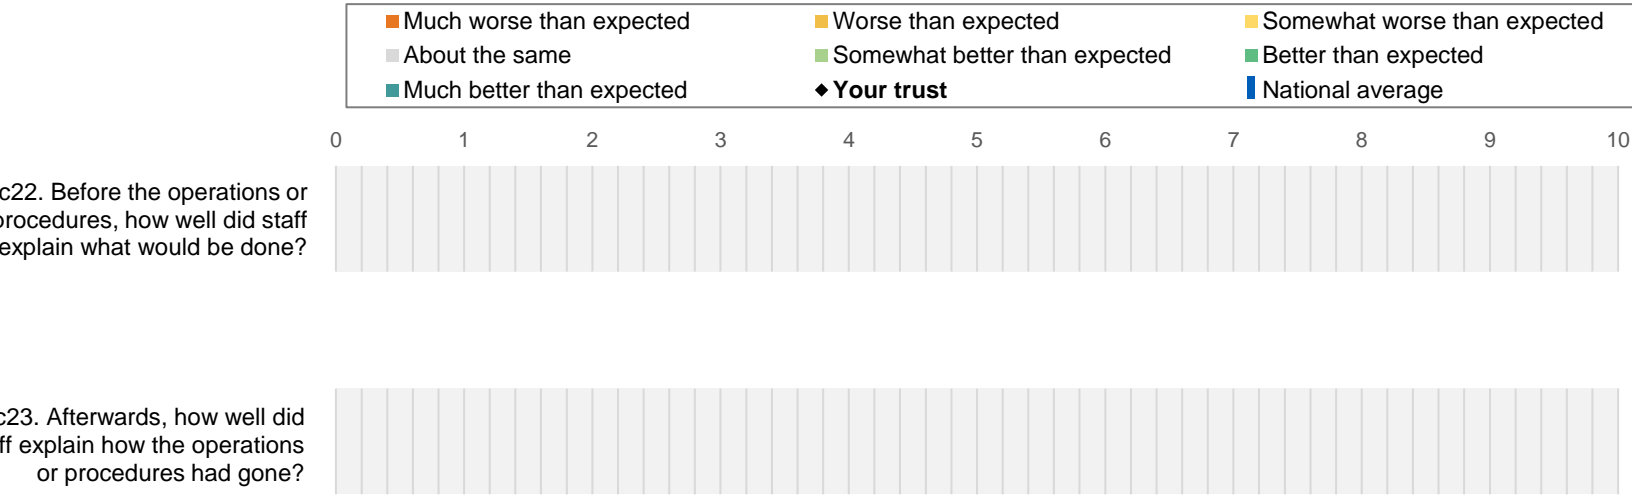 Much worse than expected Worse than expected Somewhat worse than expected
About the same Somewhat better than expected Better than expected
Much better than expected Your trust National average
0 1 2 3 4 5 6 7 8 9 10
c22. Before the operations or
procedures, how well did staff
explain what would be done?
c23. Afterwards, how well did
ff explain how the operations
or procedures had gone?